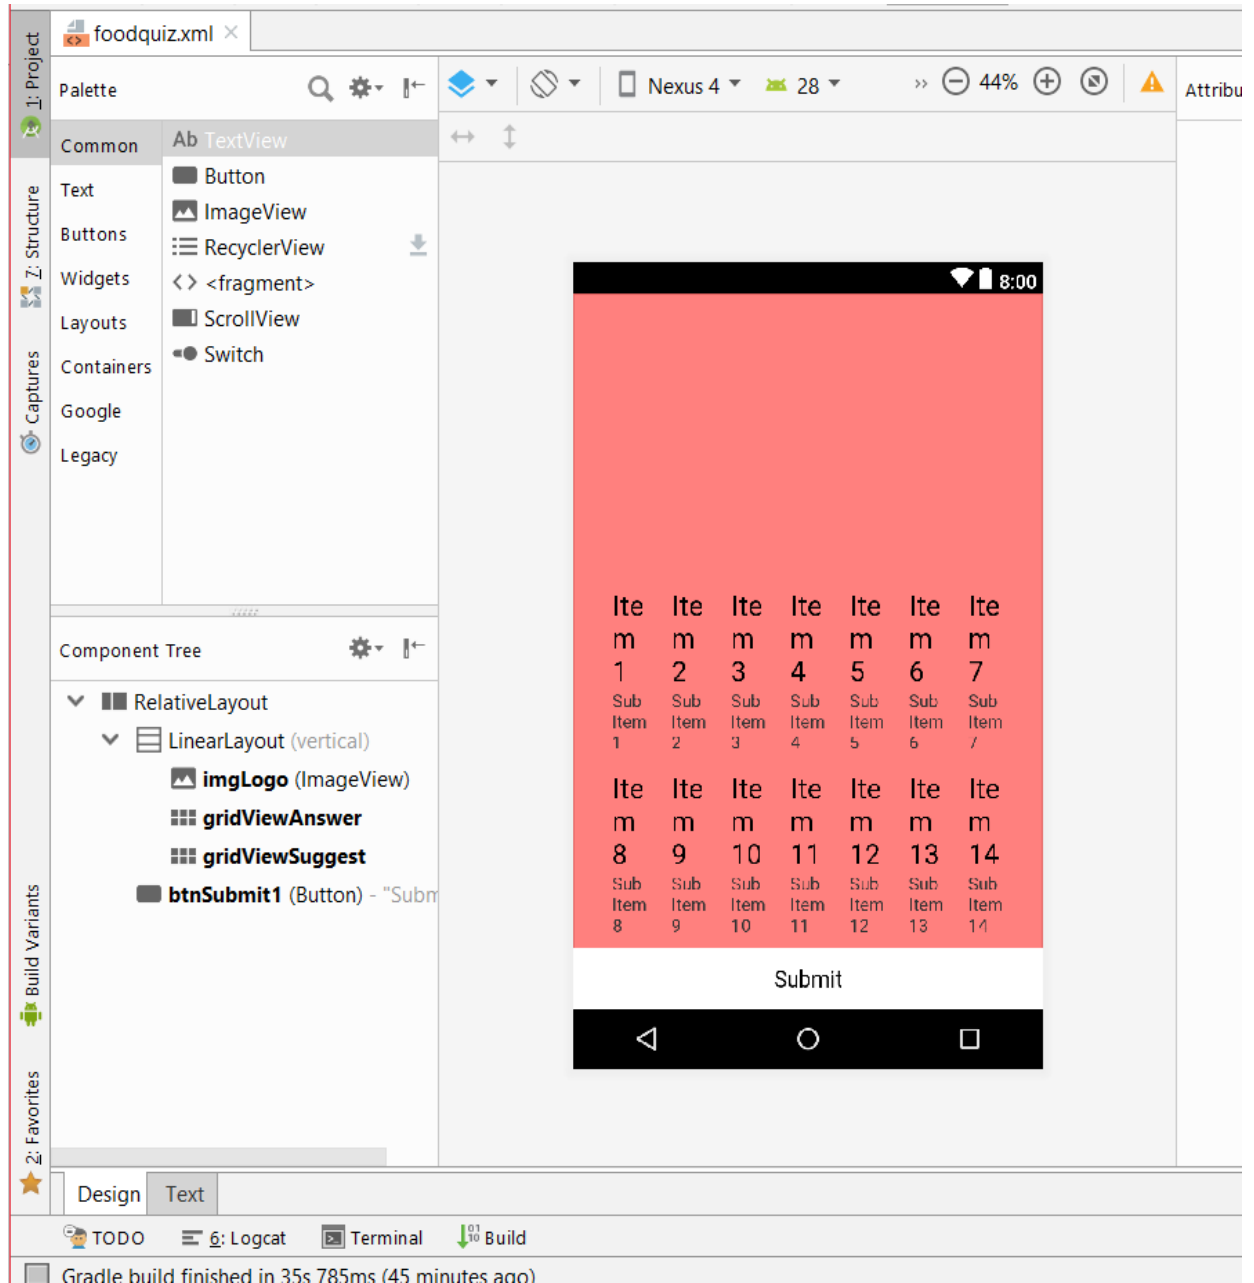 foodquiz.xml
1: Project
7: Structure
Captures
Build Variants
2: Favorites
Palette
Common
Text
Buttons
Widgets
Layouts
Containers
Google
Legacy
Ab TextView
Button
ImageView
RecyclerView
<fragment>
ScrollView
Switch
Nexus 4
28
44%
Attribu
Component Tree
RelativeLayout
LinearLayout (vertical)
imgLogo (ImageView)
gridViewAnswer
gridViewSuggest
btnSubmit1 (Button) - "Subm
8:00
Ite Ite Ite Ite Ite Ite Ite
m m m m m m m
1 2 3 4 5 6 7
Sub Sub Sub Sub Sub Sub Sub
Item Item Item Item Item Item Item
1 2 3 4 5 6 7
Ite Ite Ite Ite Ite Ite Ite
m m m m m m m
8 9 10 11 12 13 14
Sub Sub Sub Sub Sub Sub Sub
Item Item Item Item Item Item Item
8 9 10 11 12 13 14
Submit
Design Text
TODO 6: Logcat Terminal Build
Gradle build finished in 35s 785ms (45 minutes ago)